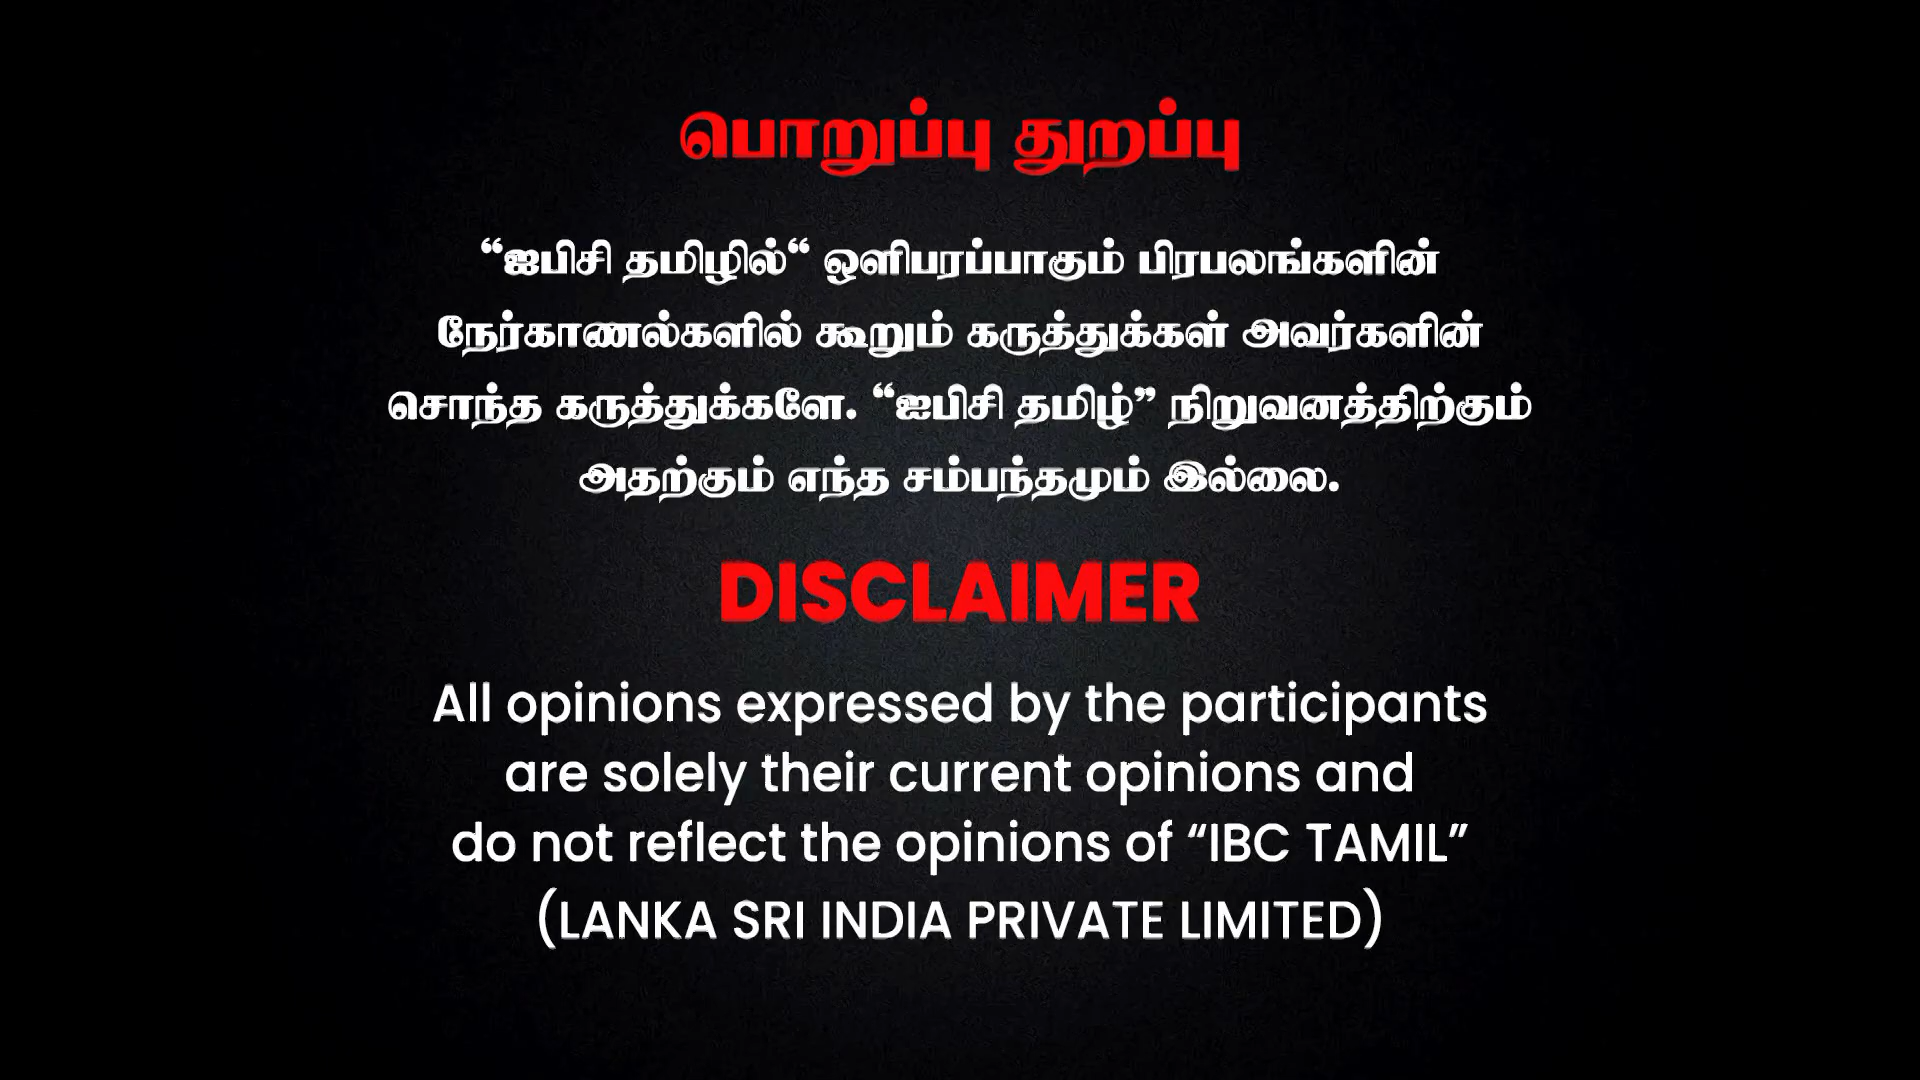 பொறுப்பு துறப்பு
“ஐபிசி தமிழில்“ ஒளிபரப்பாகும் பிரபலங்களின்
நேர்காணல்களில் கூறும் கருத்துக்கள் அவர்களின்
சொந்த கருத்துக்களே. “ஐபிசி தமிழ்” நிறுவனத்திற்கும்
அதற்கும் எந்த சம்பந்தமும் இல்லை.
DISCLAIMER
All opinions expressed by the participants
are solely their current opinions and
do not reflect the opinions of “IBC TAMIL”
(LANKA SRI INDIA PRIVATE LIMITED)